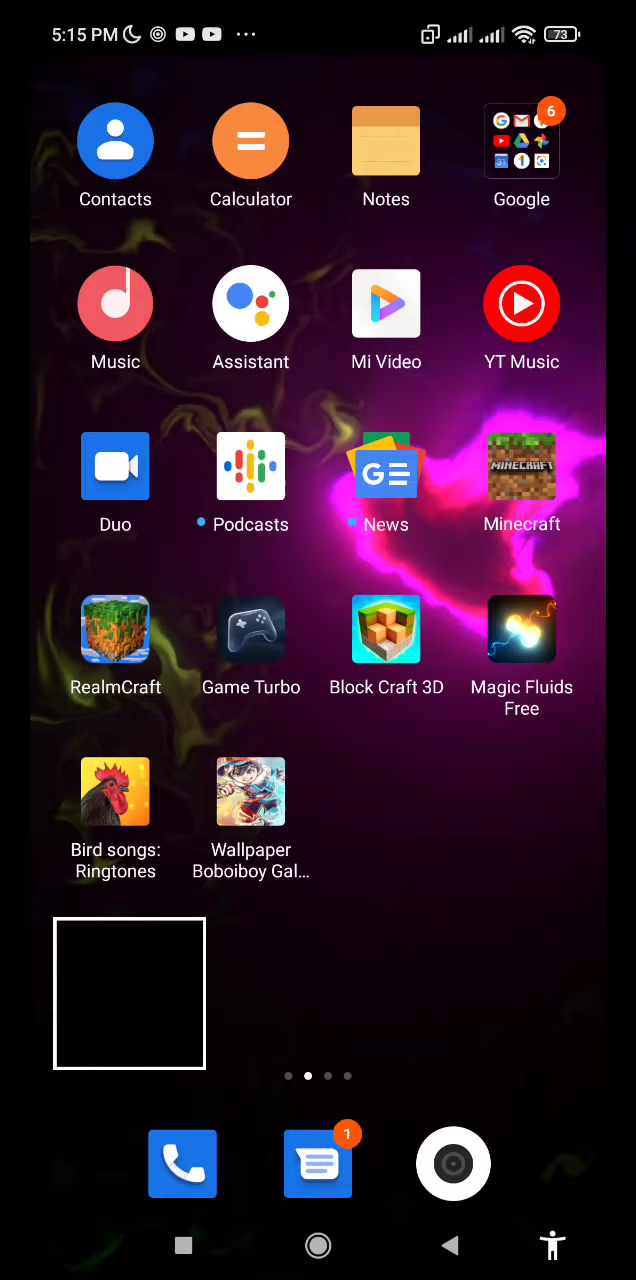 5:15 PM
73
6
Contacts
Calculator
Notes
Google
Music
Assistant
Mi Video
YT Music
Duo
Podcasts
News
MINECRAFT
Minecraft
RealmCraft
Game Turbo
Block Craft 3D
Magic Fluids
Free
Bird songs:
Ringtones
Wallpaper
Boboiboy Gal...
1